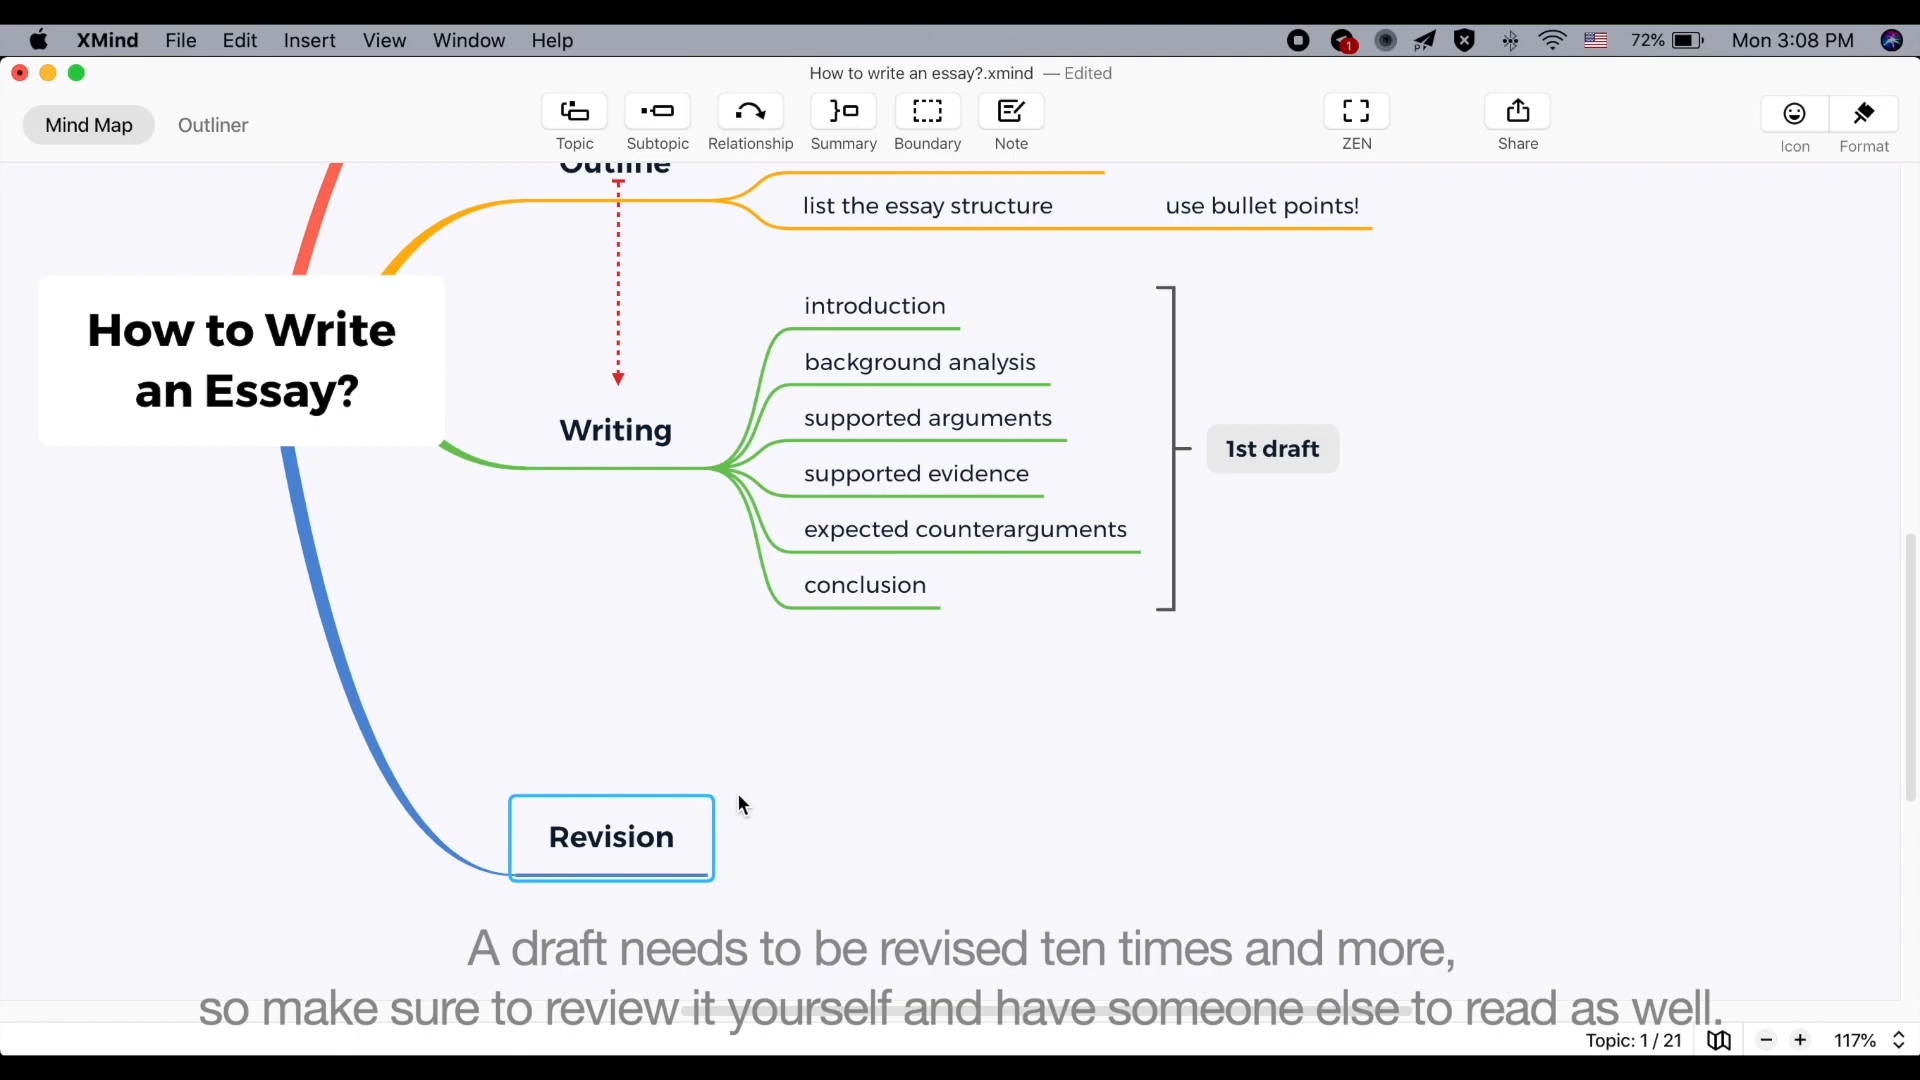 XMind File Edit Insert View Window Help 1 72% Mon 3:08 PM
How to write an essay?.xmind — Edited
Mind Map Outliner
Topic Subtopic Relationship Summary Boundary Note ZEN Share Icon Format
Outline
list the essay structure use bullet points!
How to Write
an Essay?
Writing
introduction
background analysis
supported arguments
supported evidence
expected counterarguments
conclusion
1st draft
Revision
A draft needs to be revised ten times and more,
so make sure to review it yourself and have someone else to read as well.
Topic: 1 / 21 117%